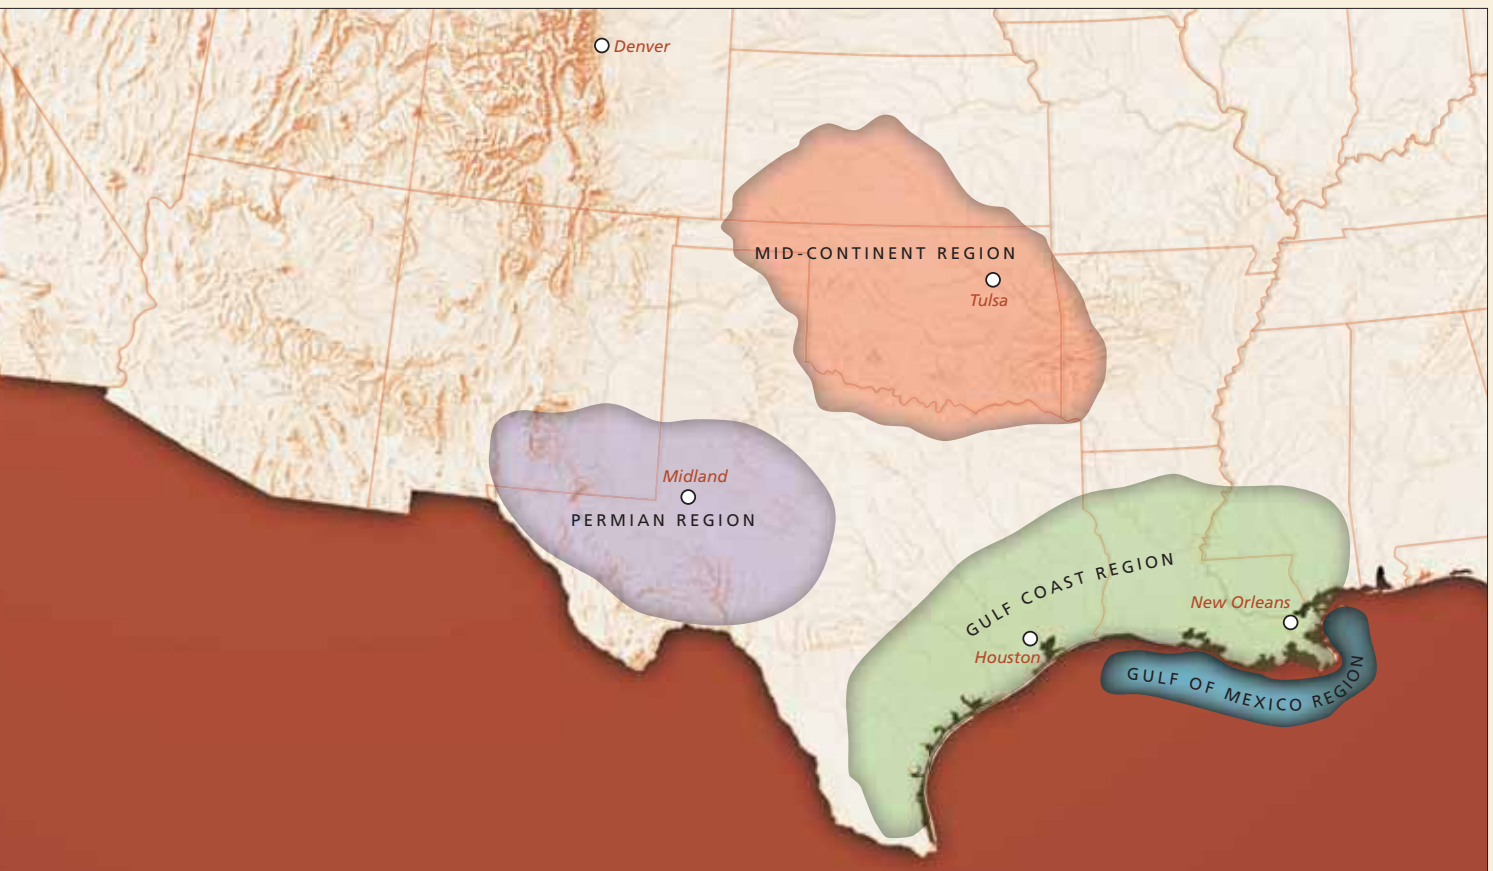 Denver
MID-CONTINENT REGION
Tulsa
Midland
PERMIAN REGION
GULF COAST REGION
New Orleans
Houston
GULF OF MEXICO REGION